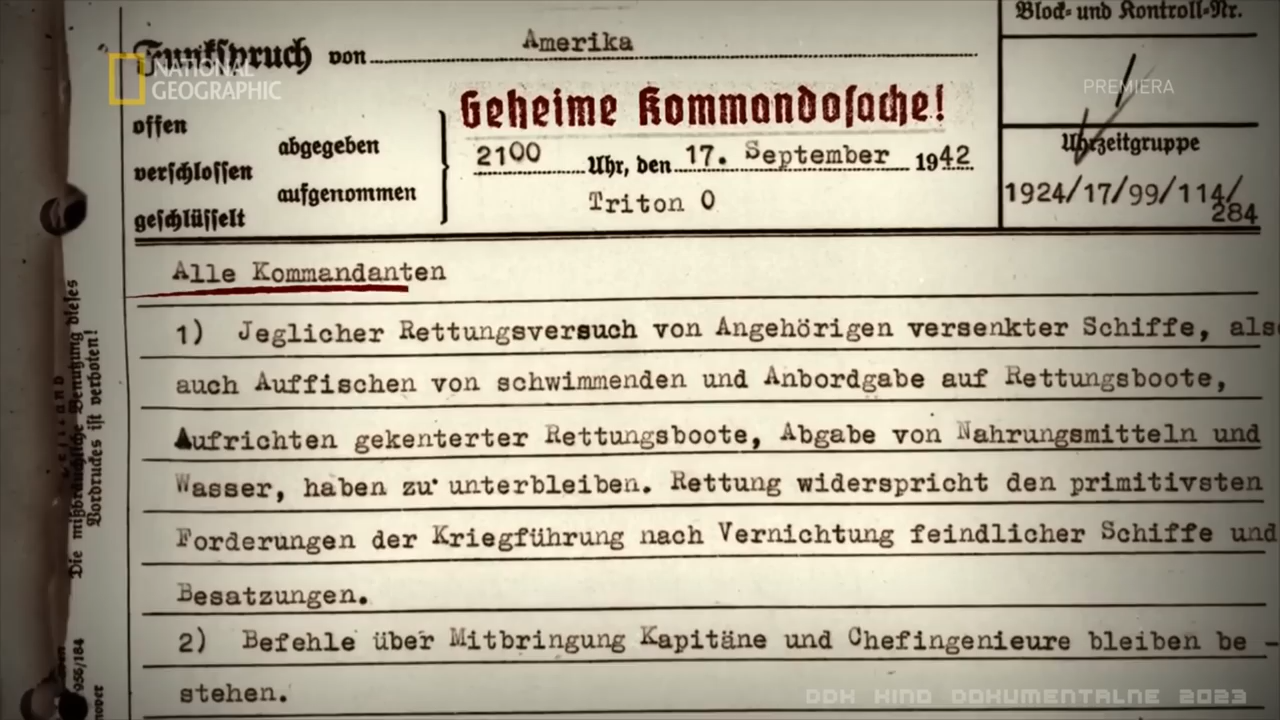 Block- und Kontroll-Nr.
Funkspruch von Amerika
NATIONAL
GEOGRAPHIC
PREMIERA
Geheime Kommandosache!
offen
abgegeben
verschlossen
aufgenommen
geschlüsselt
2100 Uhr, den 17. September 1942
Triton O
Uhrzeitgruppe
1924/17/99/114/
284
Alle Kommandanten
1) Jeglicher Rettungsversuch von Angehörigen versenkter Schiffe, also
auch Auffischen von schwimmenden und Anbordgabe auf Rettungsboote,
Aufrichten gekenterter Rettungsboote, Abgabe von Nahrungsmitteln und
Wasser, haben zu unterbleiben. Rettung widerspricht den primitivsten
Forderungen der Kriegführung nach Vernichtung feindlicher Schiffe und
Besatzungen.
2) Befehle über Mitbringung Kapitäne und Chefingenieure bleiben be -
stehen.
Die mißbräuchliche Benutzung dieses
Vordruckes ist verboten!
956/184
DDK KINO DOKUMENTALNE 2023